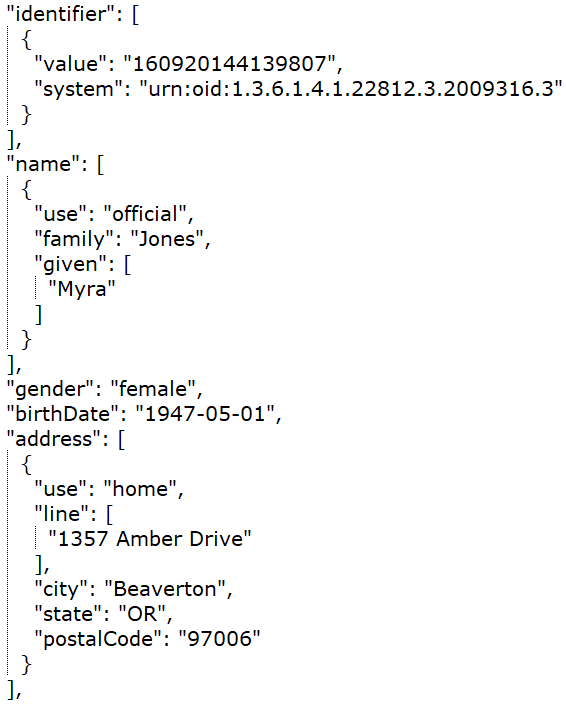 "identifier": [
{
"value": "160920144139807",
"system": "urn:oid:1.3.6.1.4.1.22812.3.2009316.3"
}
],
"name": [
{
"use": "official",
"family": "Jones",
"given": [
"Myra"
]
}
],
"gender": "female",
"birthDate": "1947-05-01",
"address": [
{
"use": "home",
"line": [
"1357 Amber Drive"
],
"city": "Beaverton",
"state": "OR",
"postalCode": "97006"
}
],